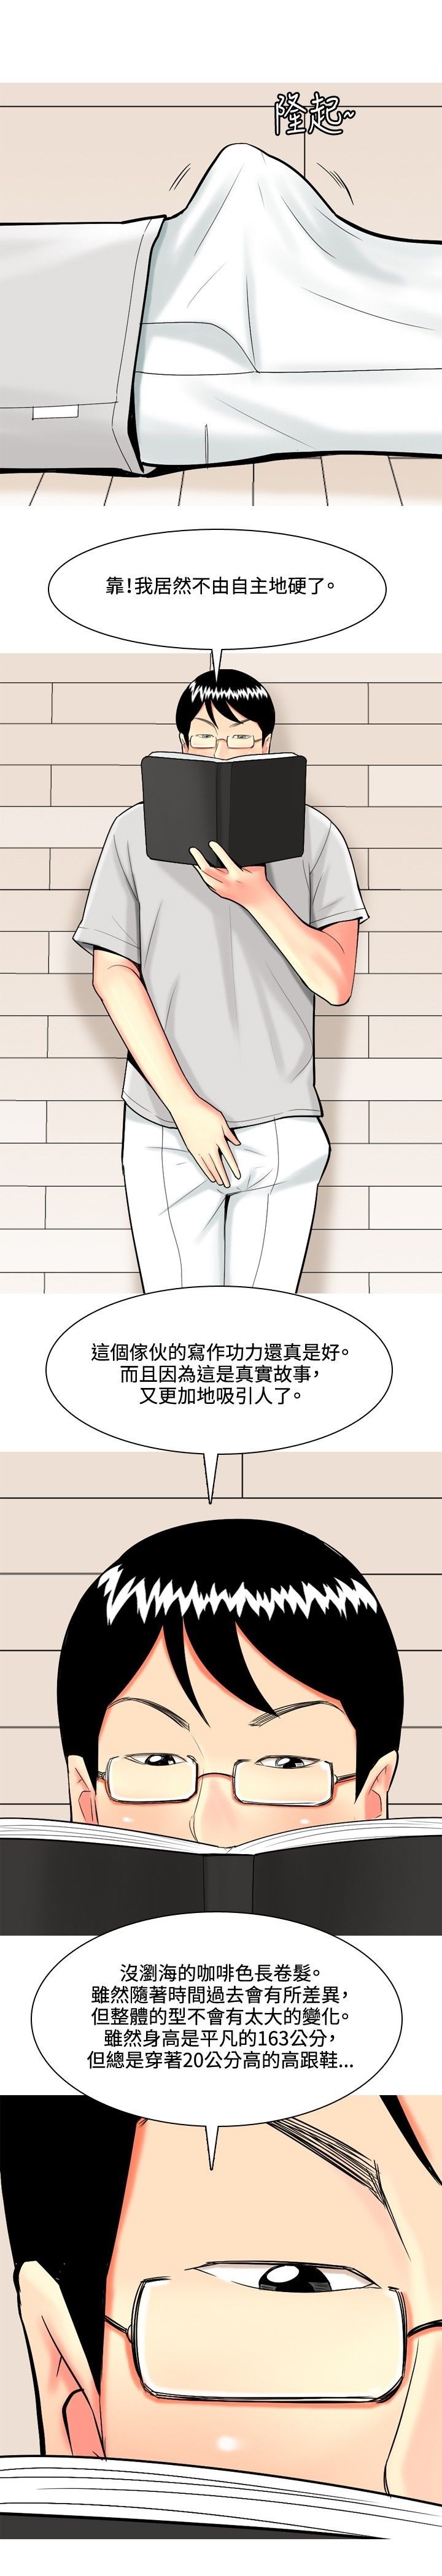 隆起~
靠!我居然不由自主地硬了。
這個傢伙的寫作功力還真是好。
而且因為這是真實故事,
又更加地吸引人了。
沒瀏海的咖啡色長卷髮。
雖然隨著時間過去會有所差異,
但整體的型不會有太大的變化。
雖然身高是平凡的163公分,
但總是穿著20公分高的高跟鞋...